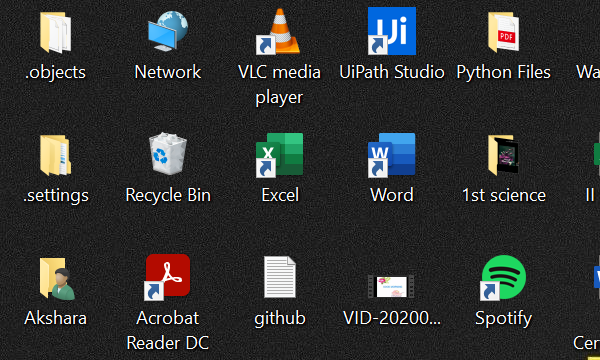 .objects
Network
VLC media
player
UiPath Studio
Python Files
Wa
.settings
Recycle Bin
Excel
Word
1st science
II
Akshara
Acrobat
Reader DC
github
VID-20200...
Spotify
Cer